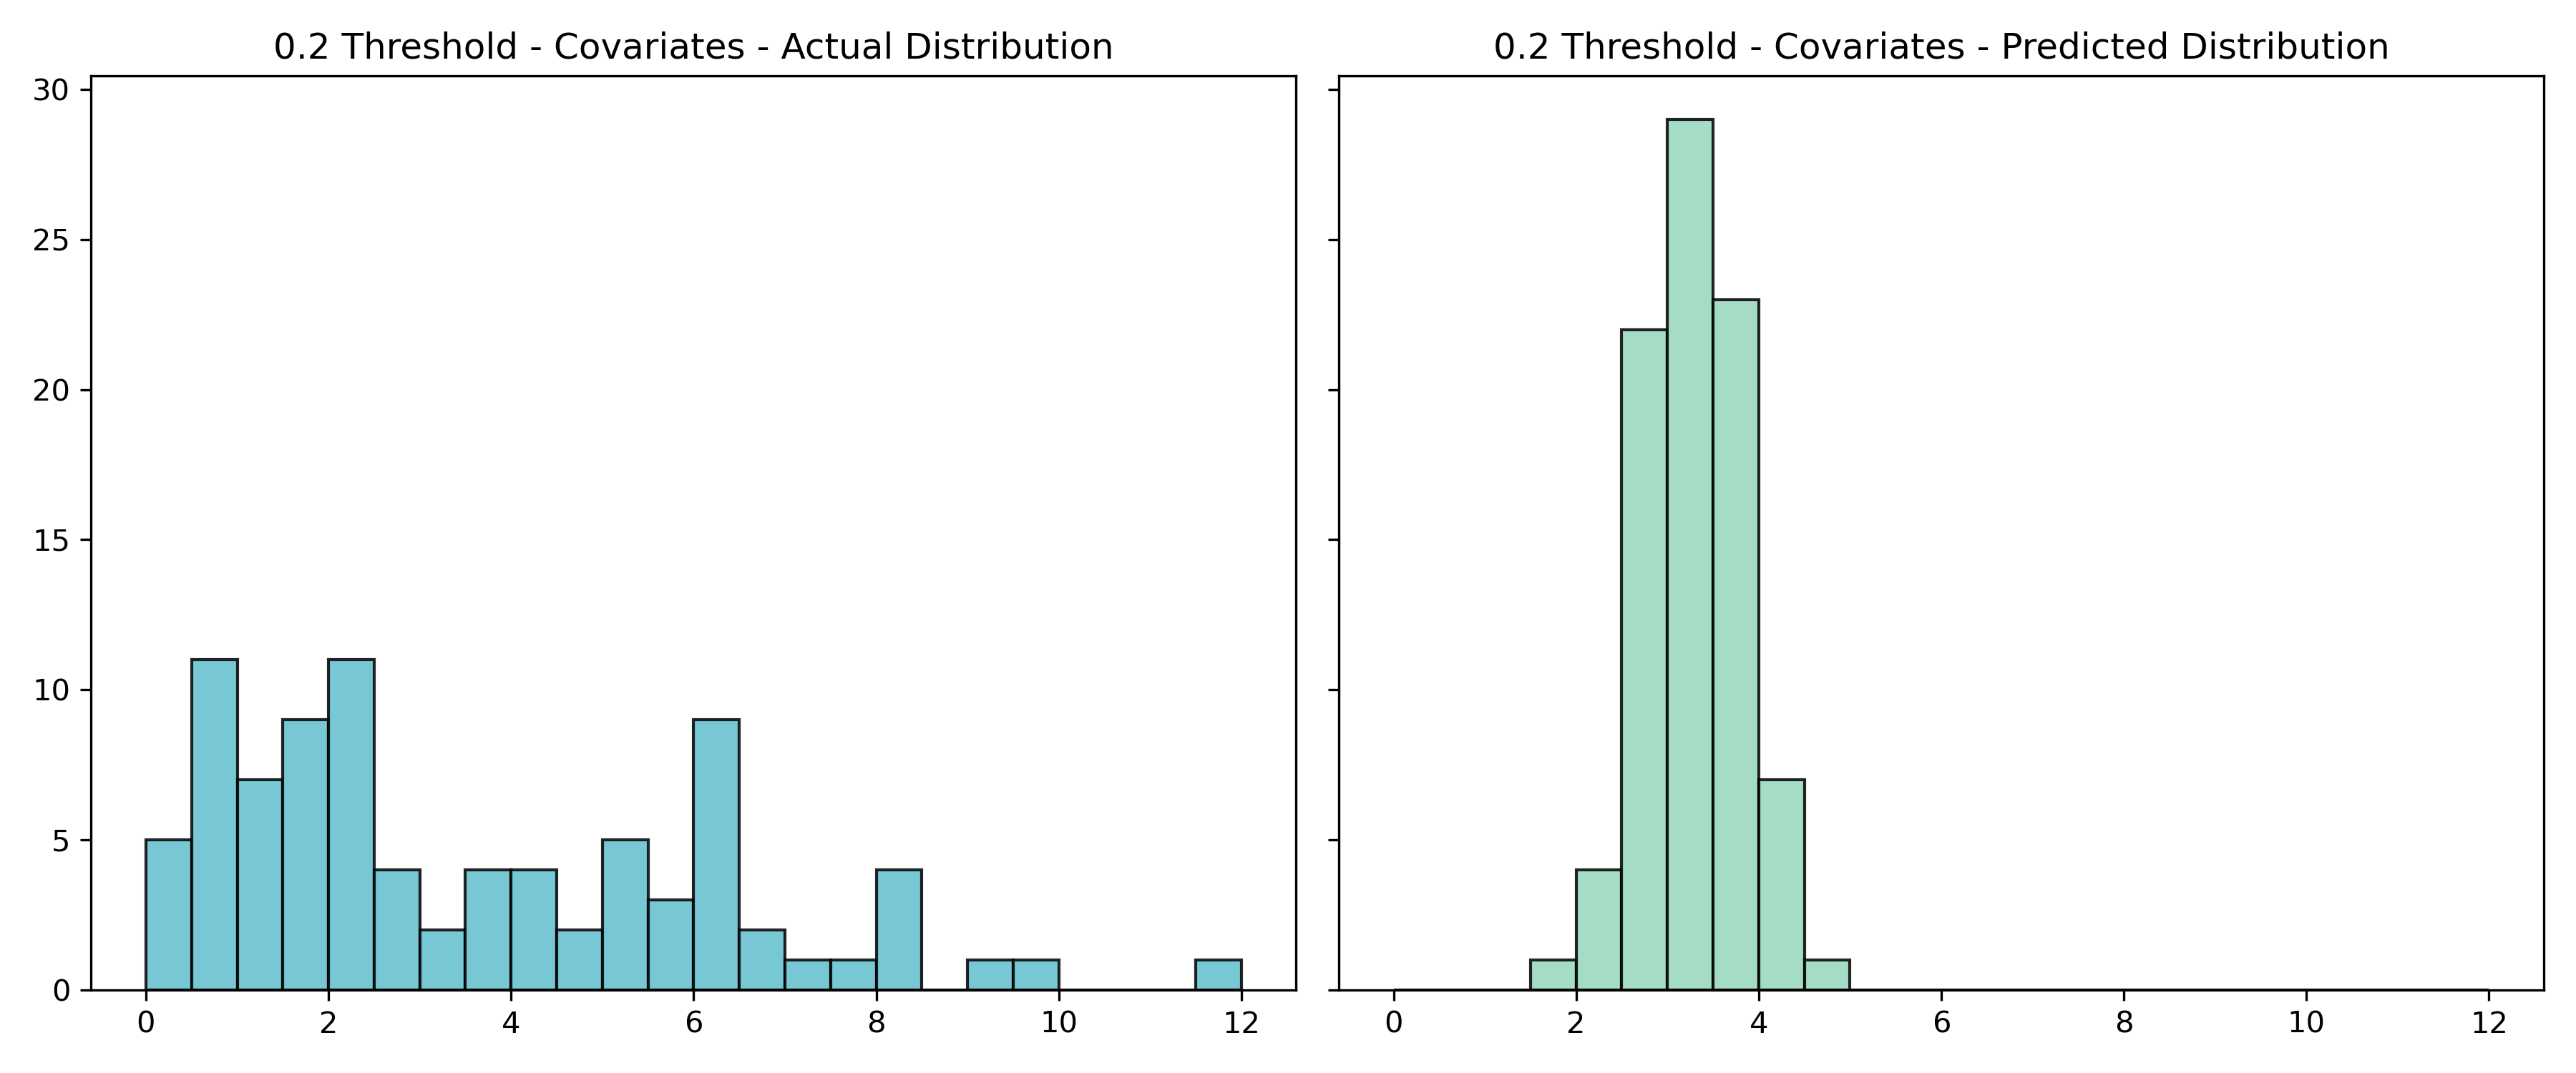 0.2 Threshold - Covariates - Actual Distribution
30
25
20
15
10
5
0
0 2 4 6 8 10 12
0.2 Threshold - Covariates - Predicted Distribution
0 2 4 6 8 10 12